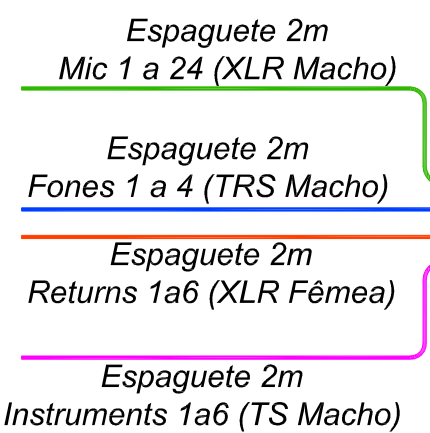 Espaguete 2m
Mic 1 a 24 (XLR Macho)
Espaguete 2m
Fones 1 a 4 (TRS Macho)
Espaguete 2m
Returns 1a6 (XLR Fêmea)
Espaguete 2m
Instruments 1a6 (TS Macho)